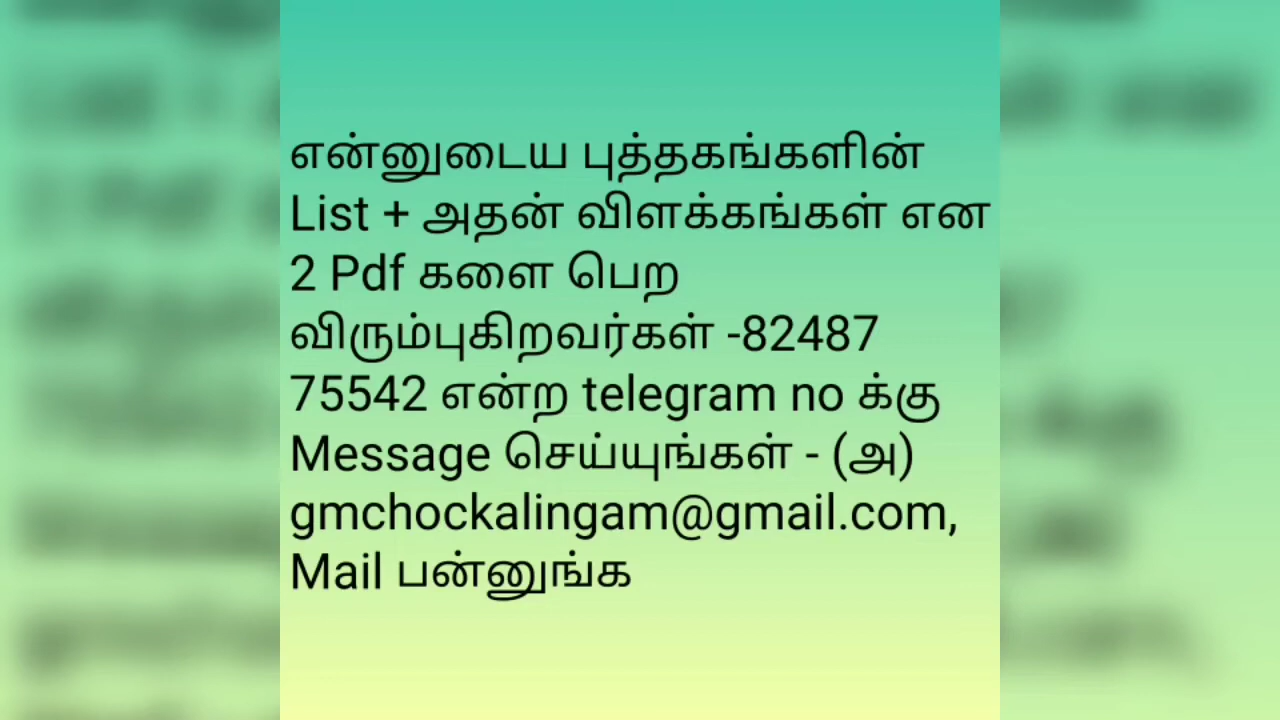 என்னுடைய புத்தகங்களின்
List + அதன் விளக்கங்கள் என
2 Pdf களை பெற
விரும்புகிறவர்கள் -82487
75542 என்ற telegram no க்கு
Message செய்யுங்கள் - (அ)
gmchockalingam@gmail.com,
Mail பன்னுங்க